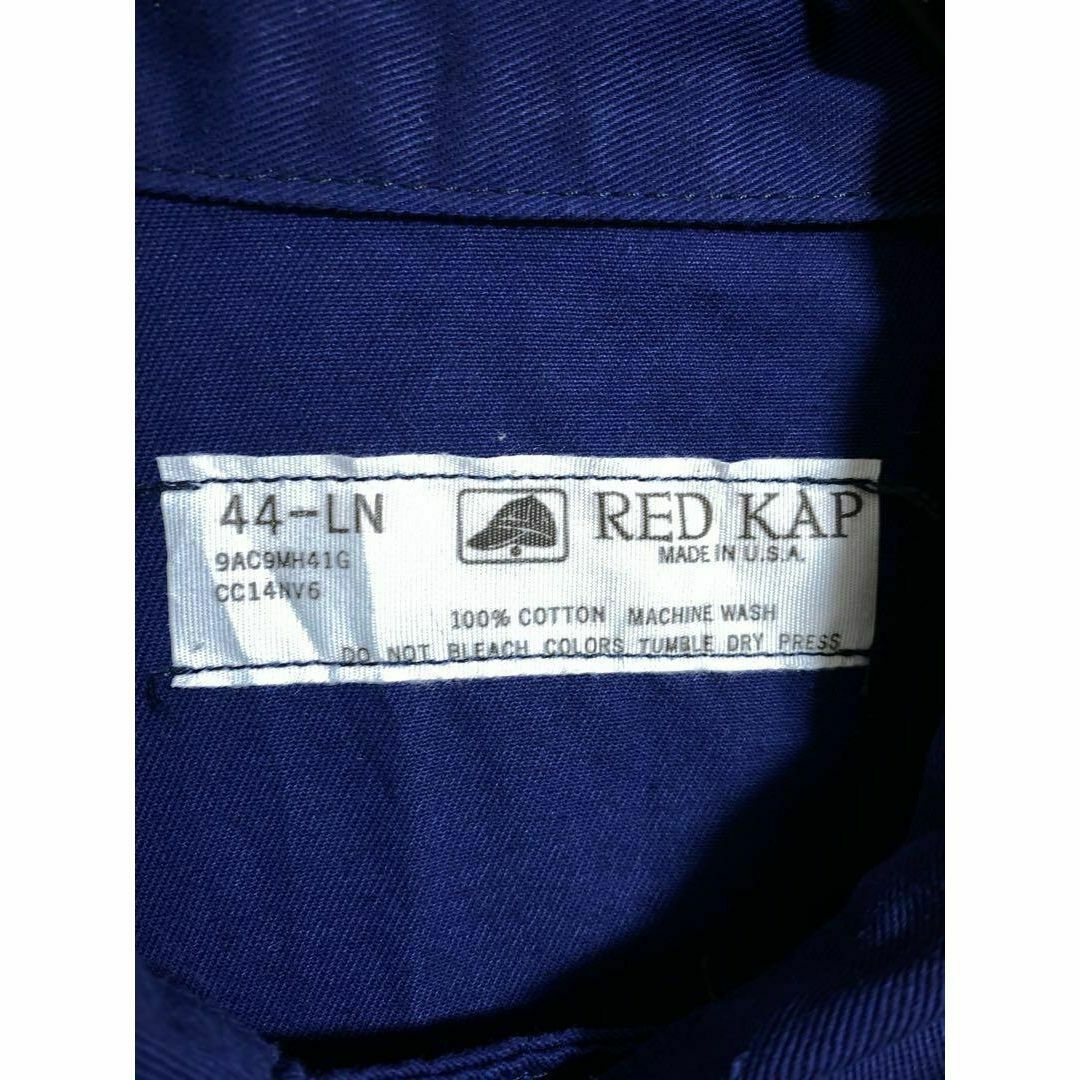 44-LN
9AC9MH41G
CC14NV6
RED KAP
MADE IN U.S.A.
100% COTTON MACHINE WASH
DO NOT BLEACH COLORS TUMBLE DRY PRESS